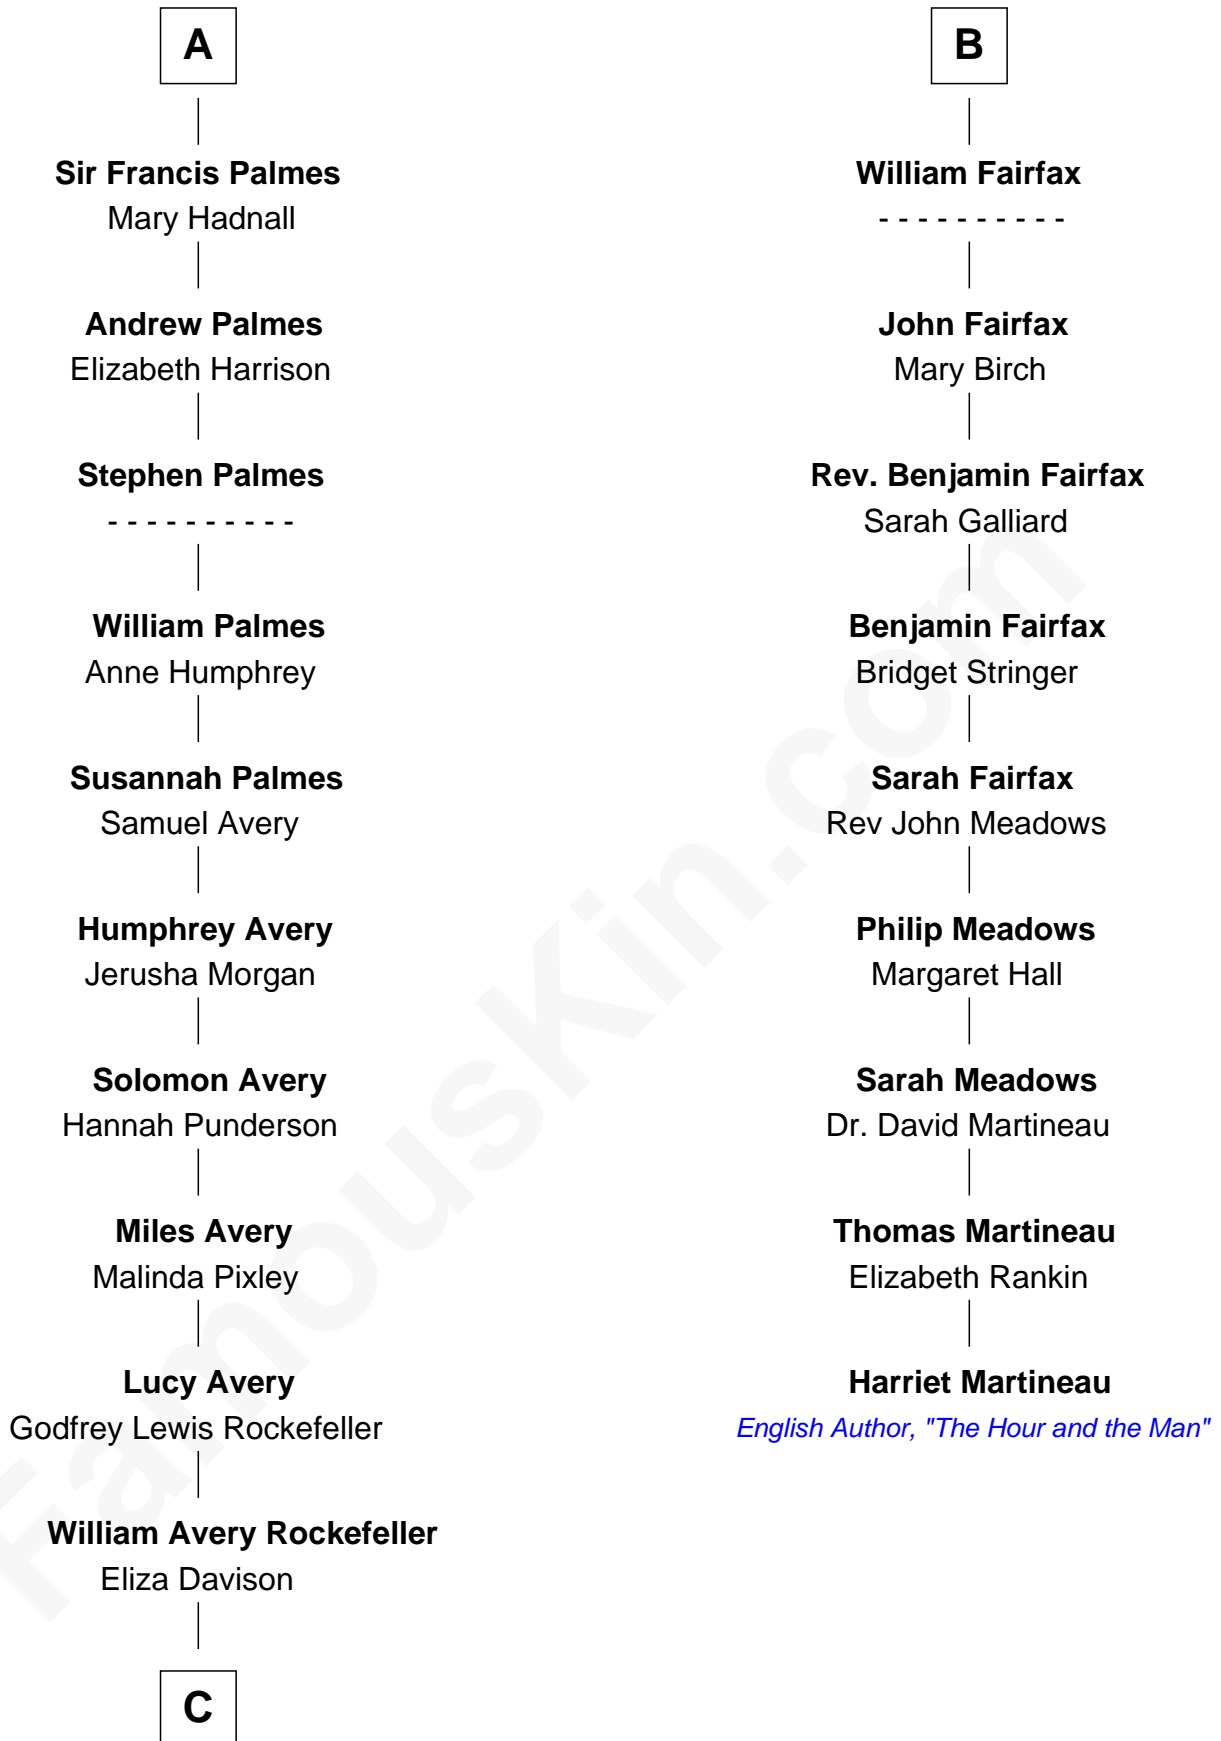 A
Sir Francis Palmes
Mary Hadnall
Andrew Palmes
Elizabeth Harrison
Stephen Palmes
- - - - - - - - - -
William Palmes
Anne Humphrey
Susannah Palmes
Samuel Avery
Humphrey Avery
Jerusha Morgan
Solomon Avery
Hannah Punderson
Miles Avery
Malinda Pixley
Lucy Avery
Godfrey Lewis Rockefeller
William Avery Rockefeller
Eliza Davison
C
B
William Fairfax
- - - - - - - - - -
John Fairfax
Mary Birch
Rev. Benjamin Fairfax
Sarah Galliard
Benjamin Fairfax
Bridget Stringer
Sarah Fairfax
Rev John Meadows
Philip Meadows
Margaret Hall
Sarah Meadows
Dr. David Martineau
Thomas Martineau
Elizabeth Rankin
Harriet Martineau
English Author, "The Hour and the Man"
FamousKin.com